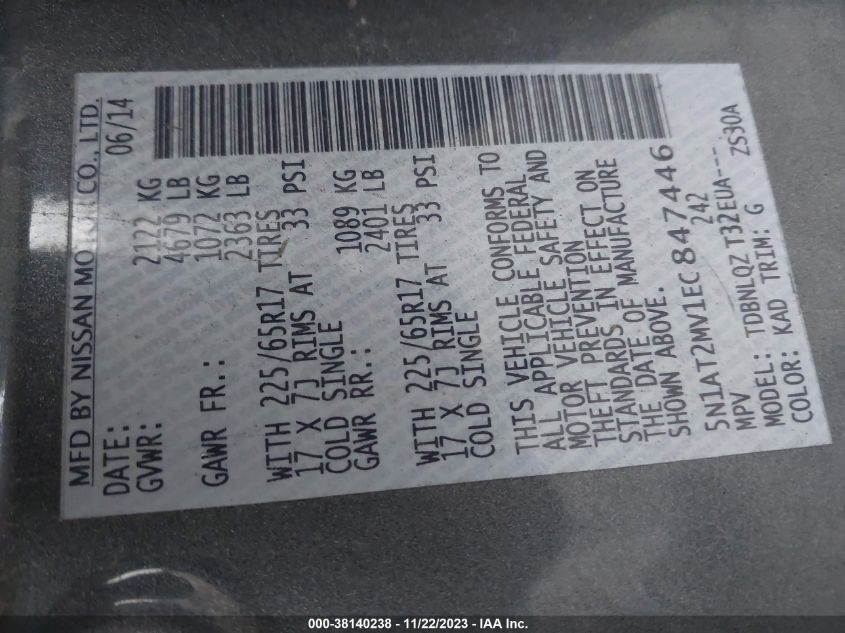 MFD BY NISSAN MOTOR CO., LTD.
DATE: 06/14
GVWR: 2122 KG
4679 LB
GAWR FR.: 1072 KG
2363 LB
WITH 225/65R17 TIRES
17 X 7J RIMS AT 33 PSI
COLD SINGLE
GAWR RR.: 1089 KG
2401 LB
WITH 225/65R17 TIRES
17 X 7J RIMS AT 33 PSI
COLD SINGLE
THIS VEHICLE CONFORMS TO
ALL APPLICABLE FEDERAL
MOTOR VEHICLE SAFETY AND
THEFT PREVENTION
STANDARDS IN EFFECT ON
THE DATE OF MANUFACTURE
SHOWN ABOVE.
5N1AT2MV1EC847446
MPV 242
MODEL: TDBNLQZ T32EUA---
COLOR: KAD TRIM: G ZS30A
000-38140238 - 11/22/2023 - IAA Inc.